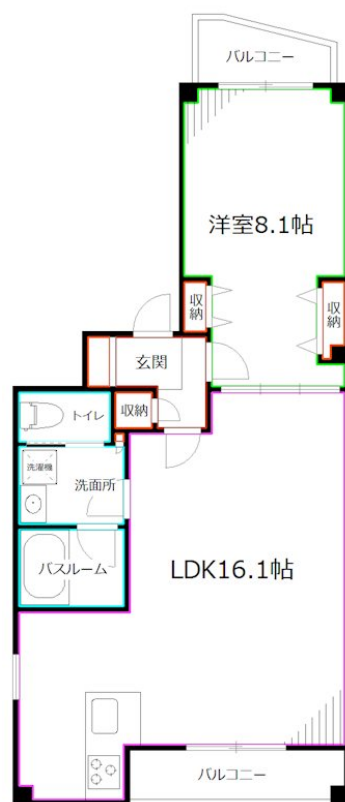 バルコニー
洋室8.1帖
収納
収納
玄関
収納
トイレ
洗濯機
洗面所
バスルーム
LDK16.1帖
バルコニー